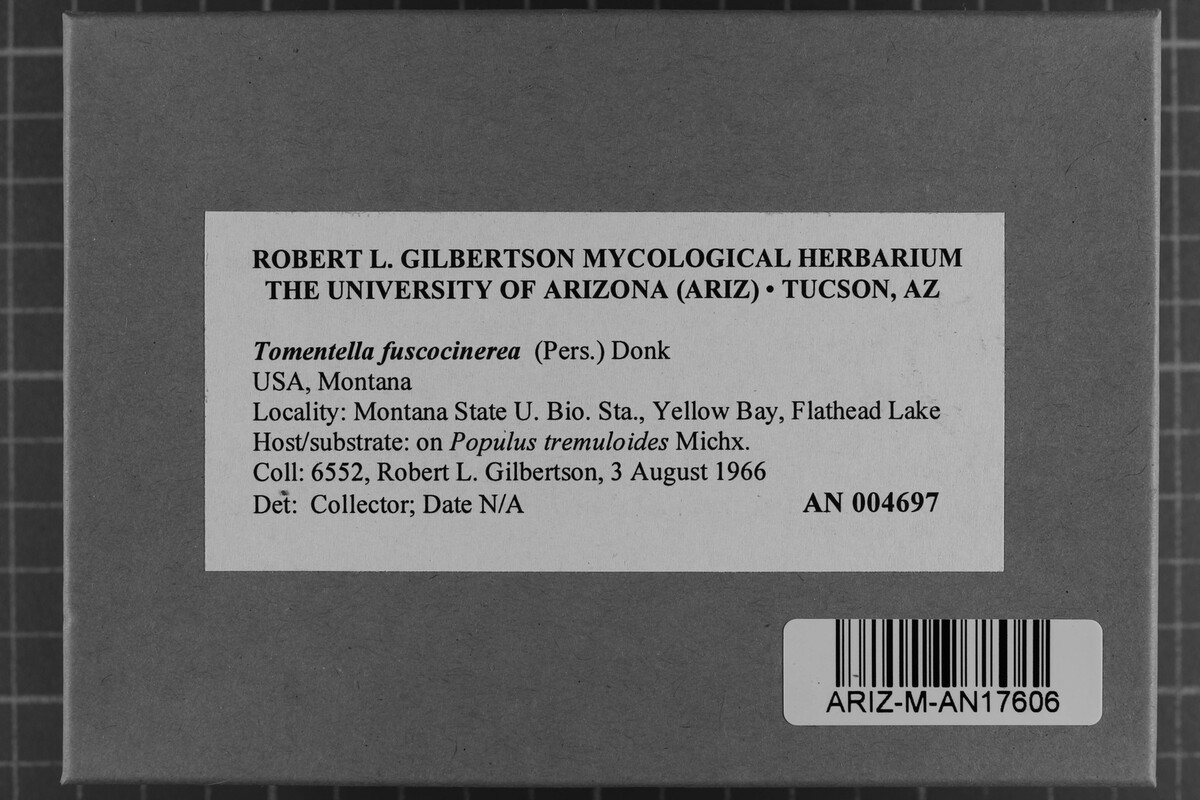 ROBERT L. GILBERTSON MYCOLOGICAL HERBARIUM
THE UNIVERSITY OF ARIZONA (ARIZ) • TUCSON, AZ
Tomentella fuscocinerea (Pers.) Donk
USA, Montana
Locality: Montana State U. Bio. Sta., Yellow Bay, Flathead Lake
Host/substrate: on Populus tremuloides Michx.
Coll: 6552, Robert L. Gilbertson, 3 August 1966
Det: Collector; Date N/A AN 004697
ARIZ-M-AN17606